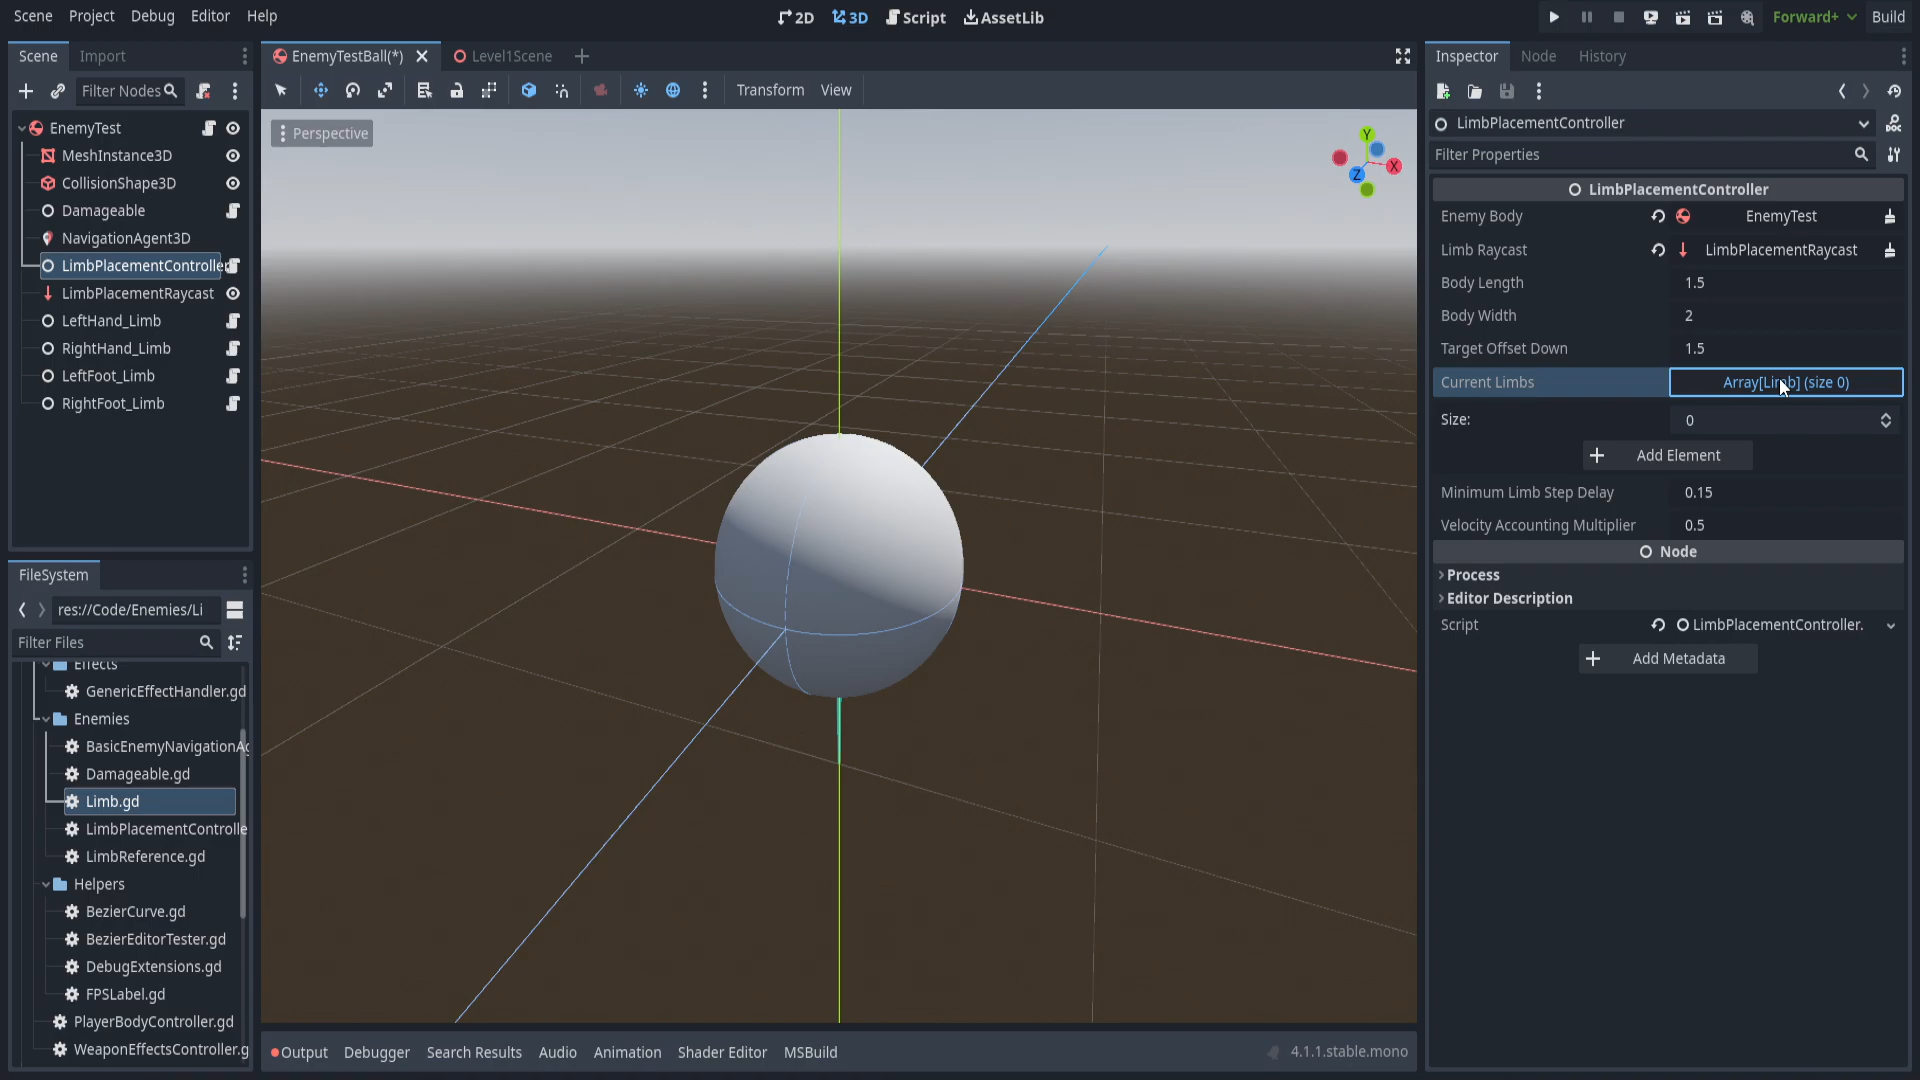 Scene Project Debug Editor Help
2D 3D Script AssetLib
Forward+ Build
Scene Import
Filter Nodes
EnemyTest
MeshInstance3D
CollisionShape3D
Damageable
NavigationAgent3D
LimbPlacementController
LimbPlacementRaycast
LeftHand_Limb
RightHand_Limb
LeftFoot_Limb
RightFoot_Limb
FileSystem
res://Code/Enemies/Li
Filter Files
Effects
GenericEffectHandler.gd
Enemies
BasicEnemyNavigationAg
Damageable.gd
Limb.gd
LimbPlacementControlle
LimbReference.gd
Helpers
BezierCurve.gd
BezierEditorTester.gd
DebugExtensions.gd
FPSLabel.gd
PlayerBodyController.gd
WeaponEffectsController.g
EnemyTestBall(*) Level1Scene
Transform View
Perspective
Y
X
Z
Output Debugger Search Results Audio Animation Shader Editor MSBuild
4.1.1.stable.mono
Inspector Node History
LimbPlacementController
Filter Properties
LimbPlacementController
Enemy Body EnemyTest
Limb Raycast LimbPlacementRaycast
Body Length 1.5
Body Width 2
Target Offset Down 1.5
Current Limbs Array[Limb] (size 0)
Size: 0
Add Element
Minimum Limb Step Delay 0.15
Velocity Accounting Multiplier 0.5
Node
Process
Editor Description
Script LimbPlacementController.
Add Metadata